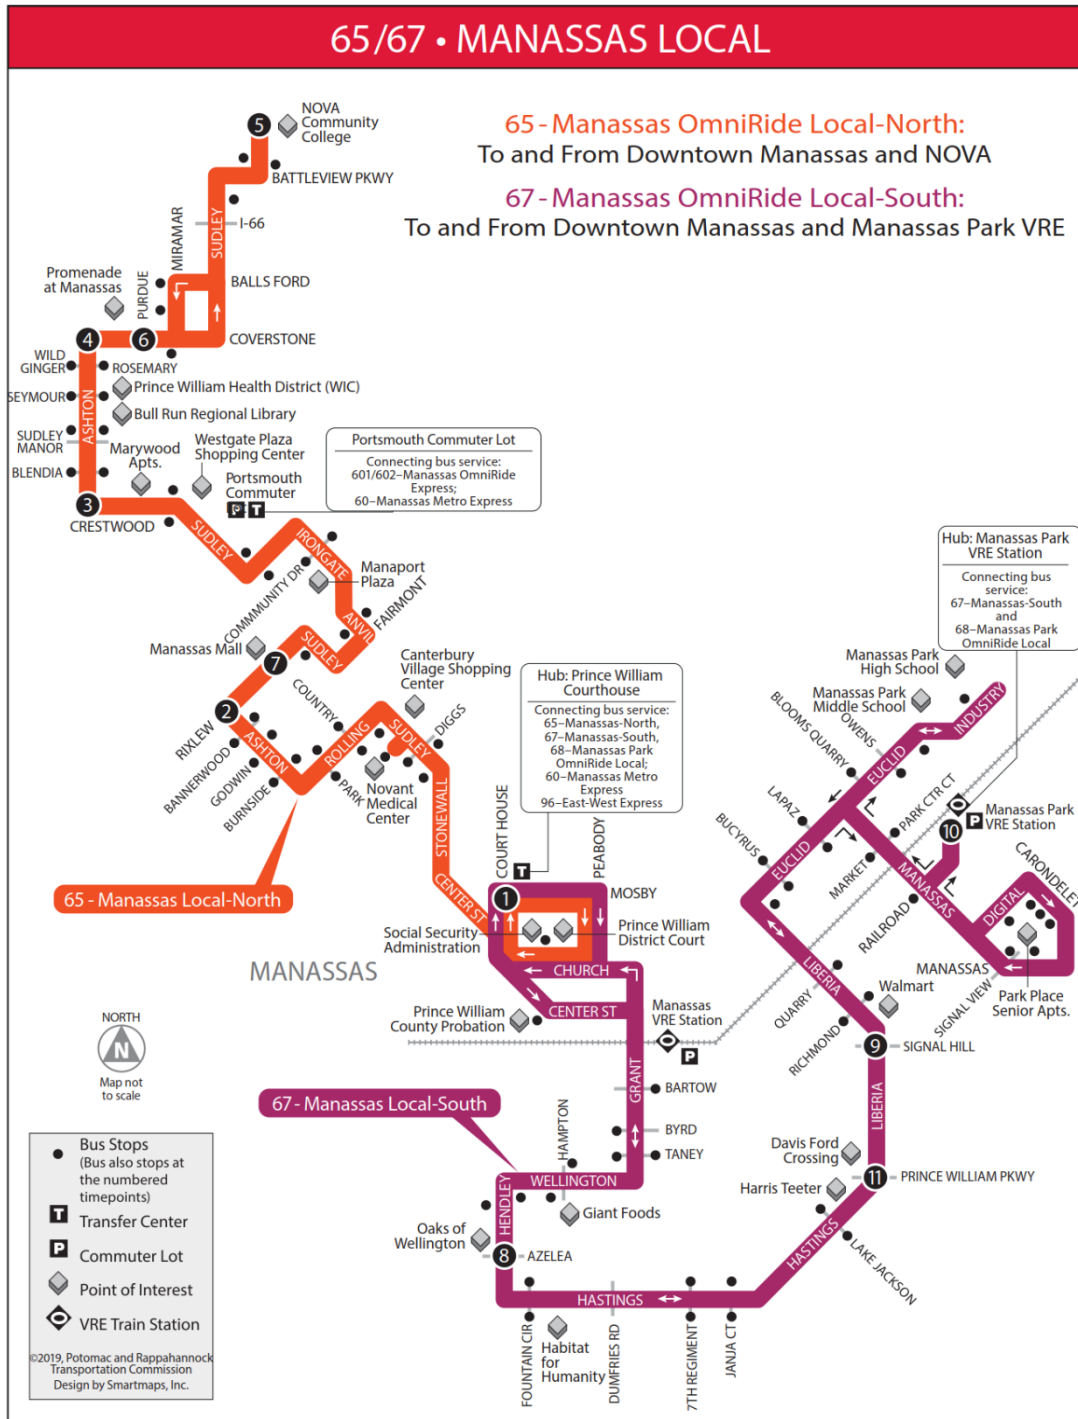 65/67 • MANASSAS LOCAL
65 - Manassas OmniRide Local-North:
To and From Downtown Manassas and NOVA
67 - Manassas OmniRide Local-South:
To and From Downtown Manassas and Manassas Park VRE
5
NOVA
Community
College
BATTLEVIEW PKWY
SUDLEY
I-66
MIRAMAR
BALLS FORD
Promenade
at Manassas
PURDUE
4
6
COVERSTONE
WILD
GINGER
ROSEMARY
Prince William Health District (WIC)
SEYMOUR
ASHTON
Bull Run Regional Library
SUDLEY
MANOR
BLENDIA
Marywood
Apts.
Westgate Plaza
Shopping Center
Portsmouth
Commuter
P T
3
CRESTWOOD
Portsmouth Commuter Lot
Connecting bus service:
601/602–Manassas OmniRide
Express;
60–Manassas Metro Express
SUDLEY
IRONGATE
COMMMUNITY DR
Manaport
Plaza
FAIRMONT
ANVIL
SUDLEY
Manassas Mall
7
2
RIXLEW
ASHTON
BANNERWOOD
GODWIN
BURNSIDE
COUNTRY
ROLLING
PARK
Canterbury
Village Shopping
Center
SUDLEY
DIGGS
Novant
Medical
Center
STONEWALL
CENTER ST
65 - Manassas Local-North
Hub: Prince William
Courthouse
Connecting bus service:
65–Manassas-North,
67–Manassas-South,
68–Manassas Park
OmniRide Local;
60–Manassas Metro
Express
96–East-West Express
Hub: Manassas Park
VRE Station
Connecting bus
service:
67–Manassas-South
and
68–Manassas Park
OmniRide Local
COURT HOUSE
T
PEABODY
1
MOSBY
Social Security
Administration
Prince William
District Court
CHURCH
CENTER ST
MANASSAS
Prince William
County Probation
Manassas
VRE Station
P
GRANT
BARTOW
BYRD
TANEY
67 - Manassas Local-South
HAMPTON
WELLINGTON
Giant Foods
HENDLEY
Oaks of
Wellington
8
AZELEA
HASTINGS
FOUNTAIN CIR
Habitat
for
Humanity
DUMFRIES RD
7TH REGIMENT
JANJA CT
HASTINGS
LAKE JACKSON
Harris Teeter
Davis Ford
Crossing
11
PRINCE WILLIAM PKWY
LIBERIA
9
SIGNAL HILL
RICHMOND
Walmart
QUARRY
LIBERIA
BUCYRUS
EUCLID
LAPAZ
BLOOMS QUARRY
OWENS
EUCLID
INDUSTRY
Manassas Park
High School
Manassas Park
Middle School
PARK CTR CT
MARKET
MANASSAS
RAILROAD
10
P
Manassas Park
VRE Station
CARONDELET
DIGITAL
MANASSAS
SIGNAL VIEW
Park Place
Senior Apts.
NORTH
N
Map not
to scale
Bus Stops
(Bus also stops at
the numbered
timepoints)
T Transfer Center
P Commuter Lot
Point of Interest
VRE Train Station
©2019, Potomac and Rappahannock
Transportation Commission
Design by Smartmaps, Inc.